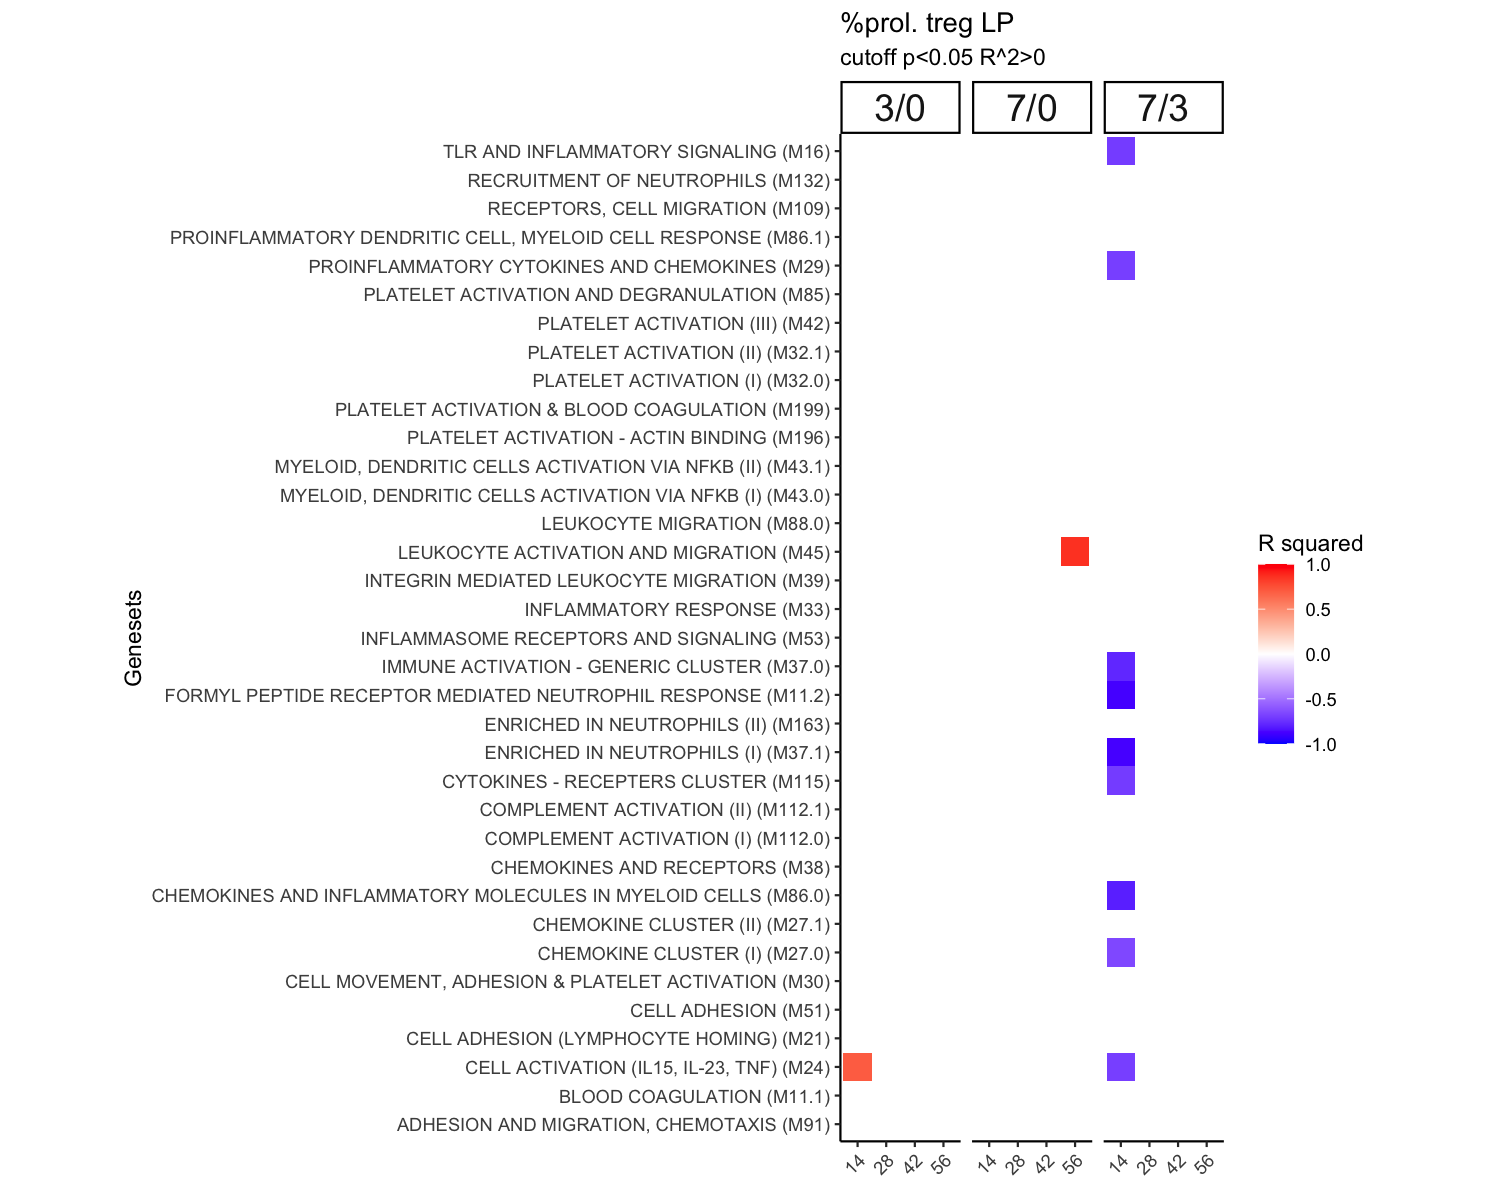 %prol. treg LP
cutoff p<0.05 R^2>0
3/0 7/0 7/3
TLR AND INFLAMMATORY SIGNALING (M16)
RECRUITMENT OF NEUTROPHILS (M132)
RECEPTORS, CELL MIGRATION (M109)
PROINFLAMMATORY DENDRITIC CELL, MYELOID CELL RESPONSE (M86.1)
PROINFLAMMATORY CYTOKINES AND CHEMOKINES (M29)
PLATELET ACTIVATION AND DEGRANULATION (M85)
PLATELET ACTIVATION (III) (M42)
PLATELET ACTIVATION (II) (M32.1)
PLATELET ACTIVATION (I) (M32.0)
PLATELET ACTIVATION & BLOOD COAGULATION (M199)
PLATELET ACTIVATION - ACTIN BINDING (M196)
MYELOID, DENDRITIC CELLS ACTIVATION VIA NFKB (II) (M43.1)
MYELOID, DENDRITIC CELLS ACTIVATION VIA NFKB (I) (M43.0)
LEUKOCYTE MIGRATION (M88.0)
LEUKOCYTE ACTIVATION AND MIGRATION (M45)
INTEGRIN MEDIATED LEUKOCYTE MIGRATION (M39)
INFLAMMATORY RESPONSE (M33)
INFLAMMASOME RECEPTORS AND SIGNALING (M53)
IMMUNE ACTIVATION - GENERIC CLUSTER (M37.0)
FORMYL PEPTIDE RECEPTOR MEDIATED NEUTROPHIL RESPONSE (M11.2)
ENRICHED IN NEUTROPHILS (II) (M163)
ENRICHED IN NEUTROPHILS (I) (M37.1)
CYTOKINES - RECEPTERS CLUSTER (M115)
COMPLEMENT ACTIVATION (II) (M112.1)
COMPLEMENT ACTIVATION (I) (M112.0)
CHEMOKINES AND RECEPTORS (M38)
CHEMOKINES AND INFLAMMATORY MOLECULES IN MYELOID CELLS (M86.0)
CHEMOKINE CLUSTER (II) (M27.1)
CHEMOKINE CLUSTER (I) (M27.0)
CELL MOVEMENT, ADHESION & PLATELET ACTIVATION (M30)
CELL ADHESION (M51)
CELL ADHESION (LYMPHOCYTE HOMING) (M21)
CELL ACTIVATION (IL15, IL-23, TNF) (M24)
BLOOD COAGULATION (M11.1)
ADHESION AND MIGRATION, CHEMOTAXIS (M91)
Genesets
14 28 42 56 14 28 42 56 14 28 42 56
R squared
1.0
0.5
0.0
-0.5
-1.0